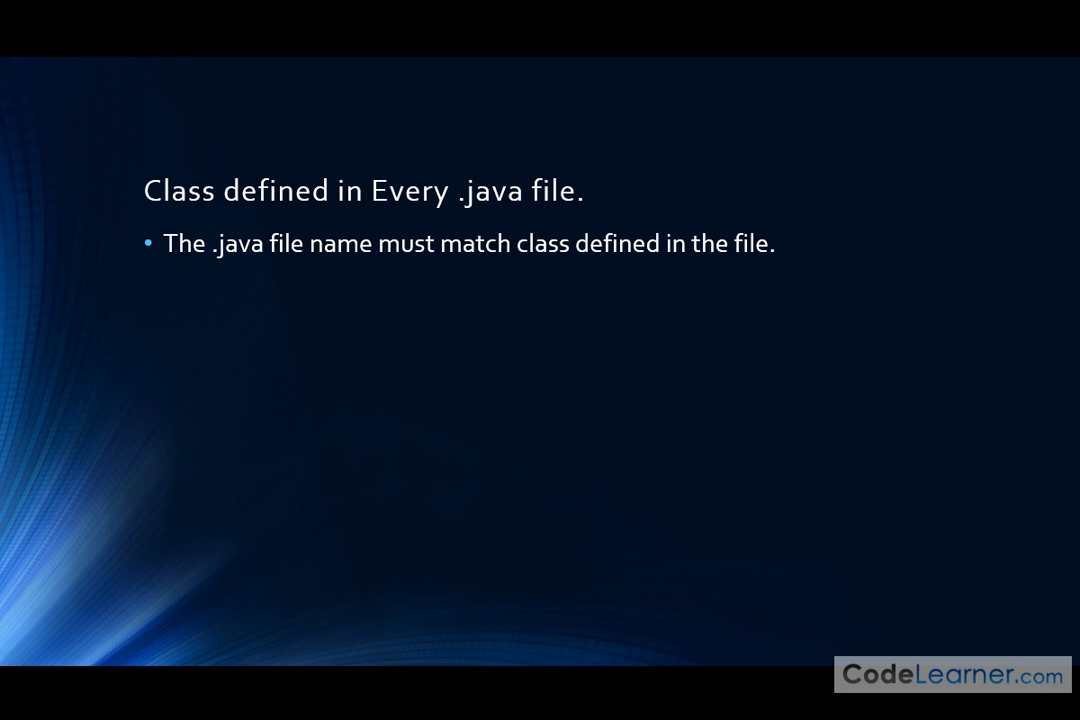 Class defined in Every .java file.
• The .java file name must match class defined in the file.
CodeLearner.com